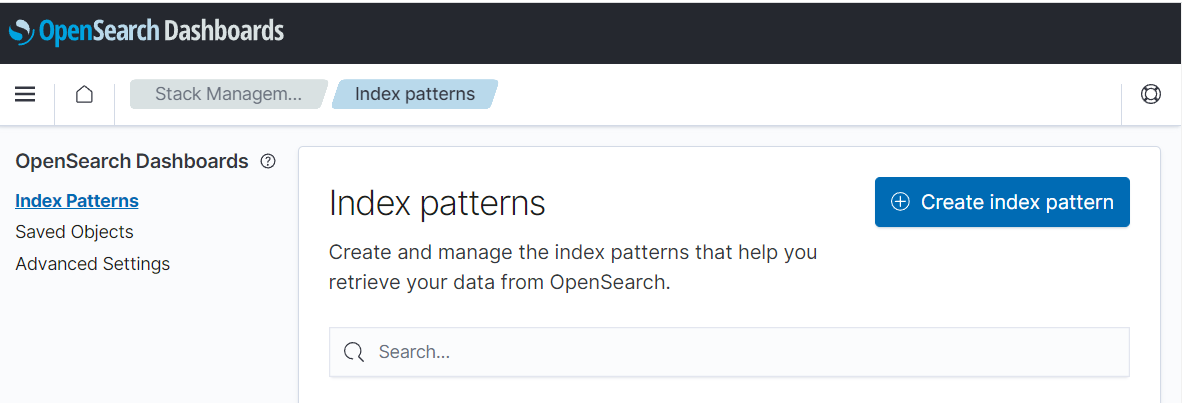 OpenSearch Dashboards
Stack Managem...
Index patterns
OpenSearch Dashboards
Index Patterns
Saved Objects
Advanced Settings
Index patterns
Create index pattern
Create and manage the index patterns that help you
retrieve your data from OpenSearch.
Search...